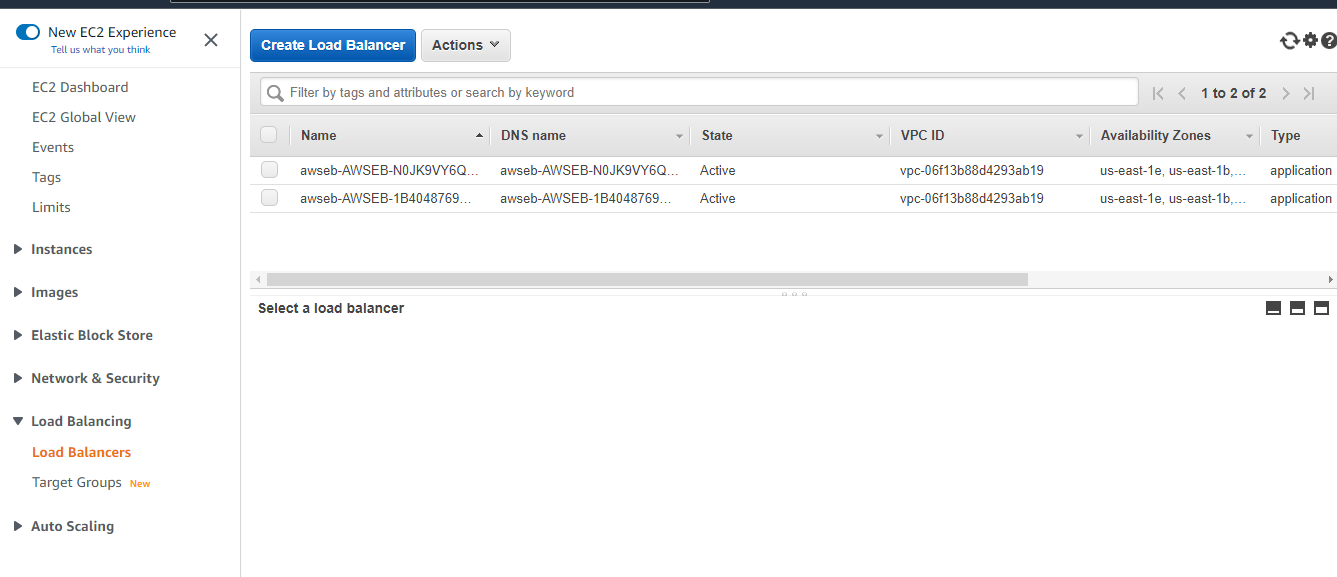 New EC2 Experience
Tell us what you think
EC2 Dashboard
EC2 Global View
Events
Tags
Limits
Instances
Images
Elastic Block Store
Network & Security
Load Balancing
Load Balancers
Target Groups New
Auto Scaling
Create Load Balancer Actions
Filter by tags and attributes or search by keyword 1 to 2 of 2
Name DNS name State VPC ID Availability Zones Type
awseb-AWSEB-N0JK9VY6Q... awseb-AWSEB-N0JK9VY6Q... Active vpc-06f13b88d4293ab19 us-east-1e, us-east-1b,... application
awseb-AWSEB-1B4048769... awseb-AWSEB-1B4048769... Active vpc-06f13b88d4293ab19 us-east-1e, us-east-1b,... application
Select a load balancer